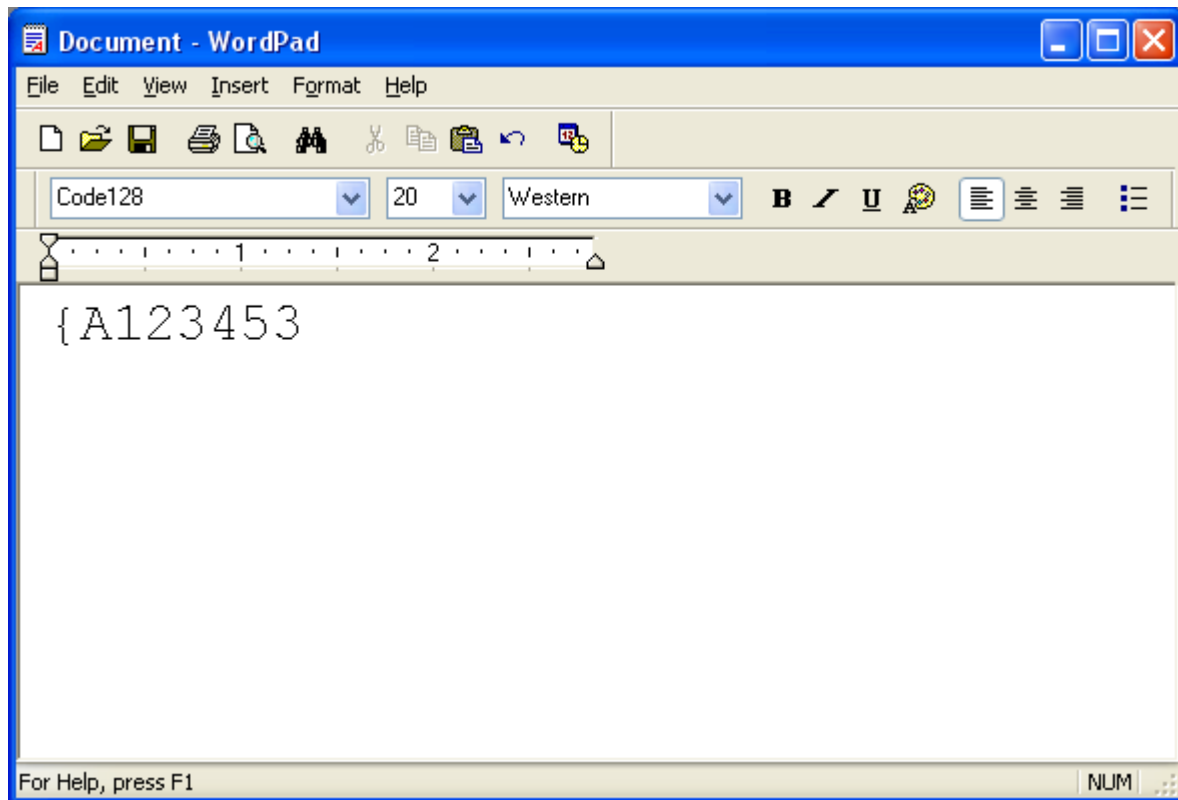 Document - WordPad
File Edit View Insert Format Help
12
Code128 20 Western B U A
1 2
{A123453
For Help, press F1 NUM